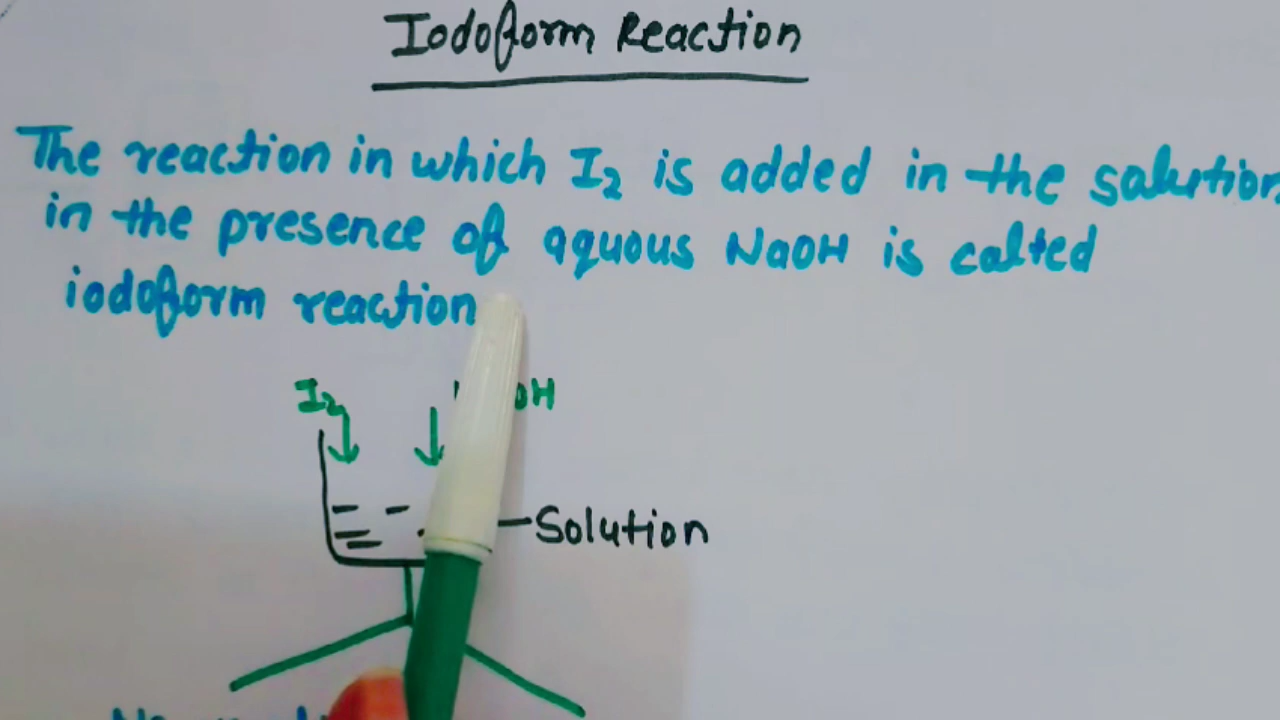 Iodoform Reaction
The reaction in which I₂ is added in the solution
in the presence of aquous NaOH is called
iodoform reaction
I₂
Solution